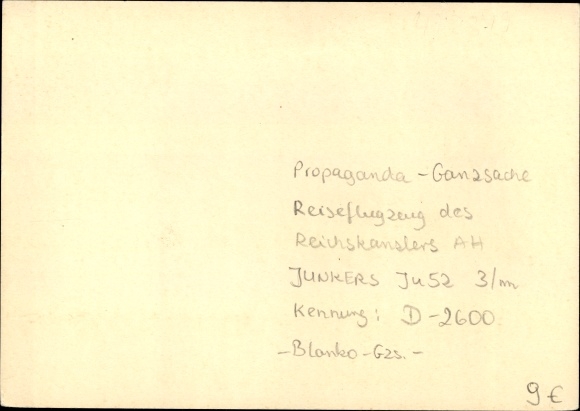 Propaganda - Ganzsache
Reiseflugzeug des
Reichskanzlers AH
JUNKERS Ju52 3/m
Kennung: D-2600
- Blanko - Gzs. -
9 €